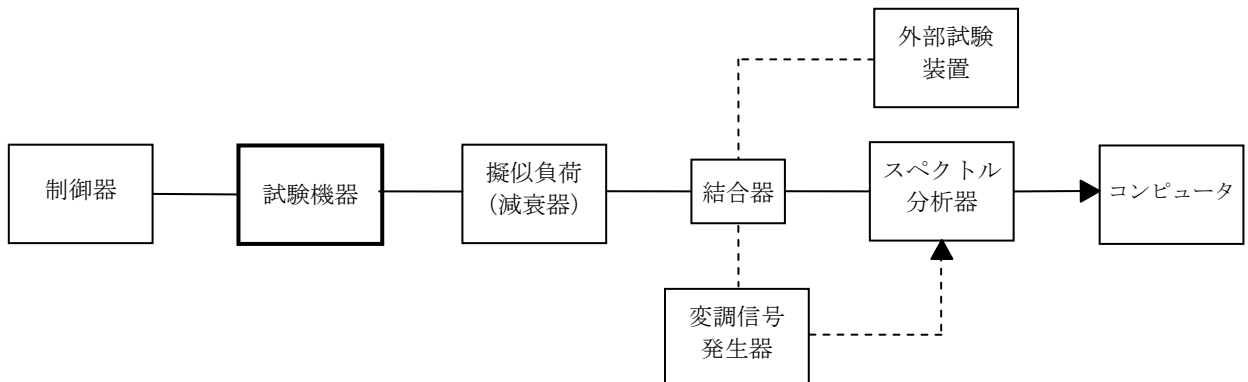 外部試験
装置
制御器
試験機器
擬似負荷
（減衰器）
結合器
スペクトル
分析器
コンピュータ
変調信号
発生器